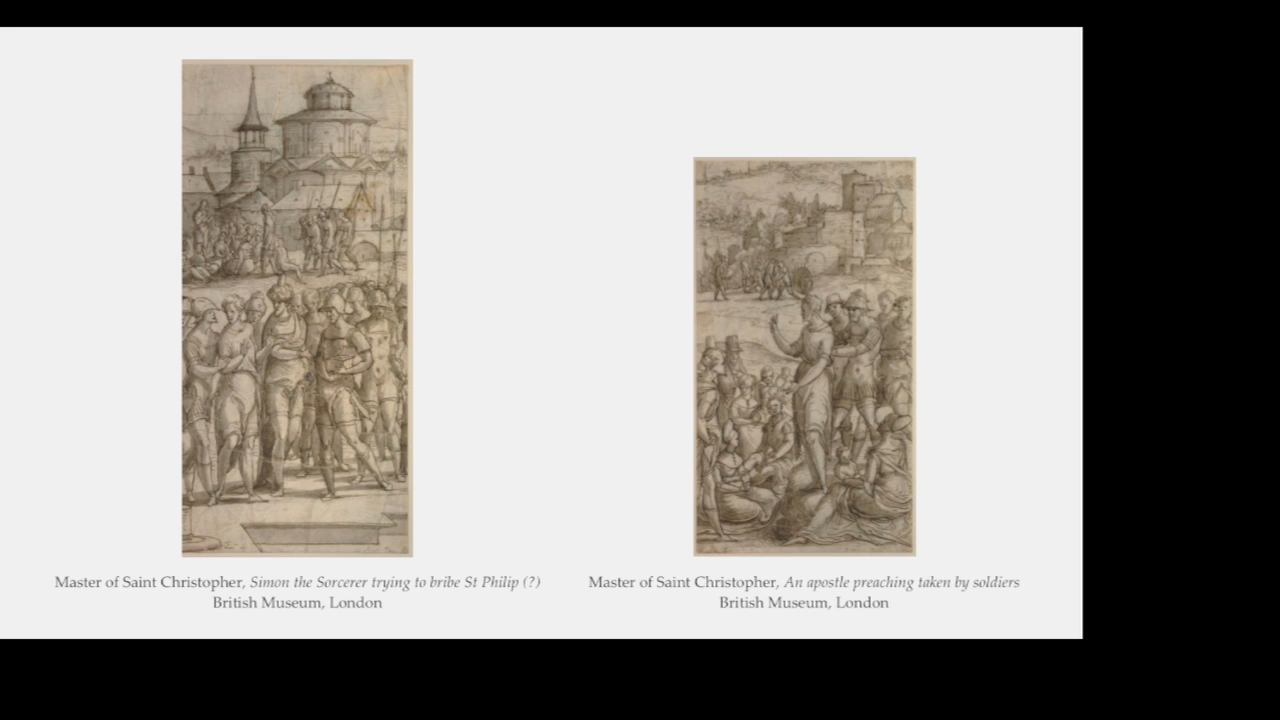 Master of Saint Christopher, Simon the Sorcerer trying to bribe St Philip (?)
British Museum, London
Master of Saint Christopher, An apostle preaching taken by soldiers
British Museum, London